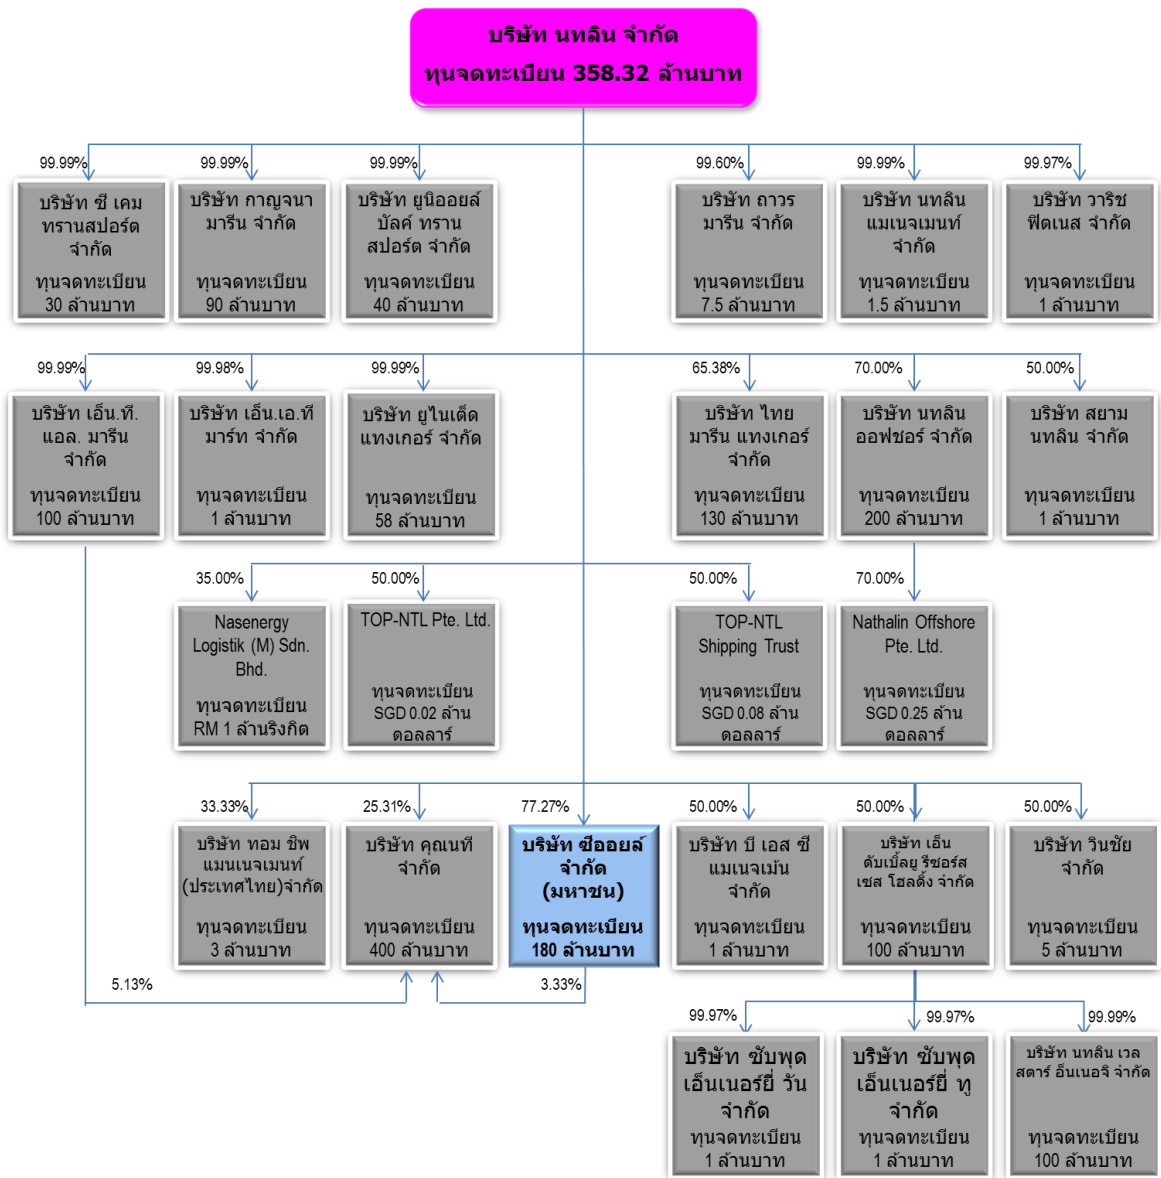 บริษัท นทลิน จำกัด
ทุนจดทะเบียน 358.32 ล้านบาท
99.99%
99.99%
99.99%
99.60%
99.99%
99.97%
บริษัท ซี เคม
ทรานสปอร์ต
จำกัด
ทุนจดทะเบียน
30 ล้านบาท
บริษัท กาญจนา
มารีน จำกัด
ทุนจดทะเบียน
90 ล้านบาท
บริษัท ยูนิออยล์
บัลค์ ทราน
สปอร์ต จำกัด
ทุนจดทะเบียน
40 ล้านบาท
บริษัท ถาวร
มารีน จำกัด
ทุนจดทะเบียน
7.5 ล้านบาท
บริษัท นทลิน
แมเนจเมนท์
จำกัด
ทุนจดทะเบียน
1.5 ล้านบาท
บริษัท วาริช
ฟิตเนส จำกัด
ทุนจดทะเบียน
1 ล้านบาท
99.99%
99.98%
99.99%
65.38%
70.00%
50.00%
บริษัท เอ็น.ที.
แอล. มารีน
จำกัด
ทุนจดทะเบียน
100 ล้านบาท
บริษัท เอ็น.เอ.ที
มาร์ท จำกัด
ทุนจดทะเบียน
1 ล้านบาท
บริษัท ยูไนเต็ด
แทงเกอร์ จำกัด
ทุนจดทะเบียน
58 ล้านบาท
บริษัท ไทย
มารีน แทงเกอร์
จำกัด
ทุนจดทะเบียน
130 ล้านบาท
บริษัท นทลิน
ออฟชอร์ จำกัด
ทุนจดทะเบียน
200 ล้านบาท
บริษัท สยาม
นทลิน จำกัด
ทุนจดทะเบียน
1 ล้านบาท
35.00%
50.00%
50.00%
70.00%
Nasenergy
Logistik (M) Sdn.
Bhd.
ทุนจดทะเบียน
RM 1 ล้านริงกิต
TOP-NTL Pte. Ltd.
ทุนจดทะเบียน
SGD 0.02 ล้าน
ดอลลาร์
TOP-NTL
Shipping Trust
ทุนจดทะเบียน
SGD 0.08 ล้าน
ดอลลาร์
Nathalin Offshore
Pte. Ltd.
ทุนจดทะเบียน
SGD 0.25 ล้าน
ดอลลาร์
33.33%
25.31%
77.27%
50.00%
50.00%
50.00%
บริษัท ทอม ชิพ
แมนเนจเมนท์
(ประเทศไทย)จำกัด
ทุนจดทะเบียน
3 ล้านบาท
บริษัท คุณนที
จำกัด
ทุนจดทะเบียน
400 ล้านบาท
บริษัท ซีออยล์
จำกัด
(มหาชน)
ทุนจดทะเบียน
180 ล้านบาท
บริษัท บี เอส ซี
แมเนจเม้น
จำกัด
ทุนจดทะเบียน
1 ล้านบาท
บริษัท เอ็น
ดับเบิ้ลยู รีซอร์ส
เซส โฮลดิ้ง จำกัด
ทุนจดทะเบียน
100 ล้านบาท
บริษัท วินชัย
จำกัด
ทุนจดทะเบียน
5 ล้านบาท
5.13%
3.33%
99.97%
99.97%
99.99%
บริษัท ซับพุด
เอ็นเนอร์ยี่ วัน
จำกัด
ทุนจดทะเบียน
1 ล้านบาท
บริษัท ซับพุด
เอ็นเนอร์ยี่ ทู
จำกัด
ทุนจดทะเบียน
1 ล้านบาท
บริษัท นทลิน เวล
สตาร์ อ็นเนอจิ จำกัด
ทุนจดทะเบียน
100 ล้านบาท